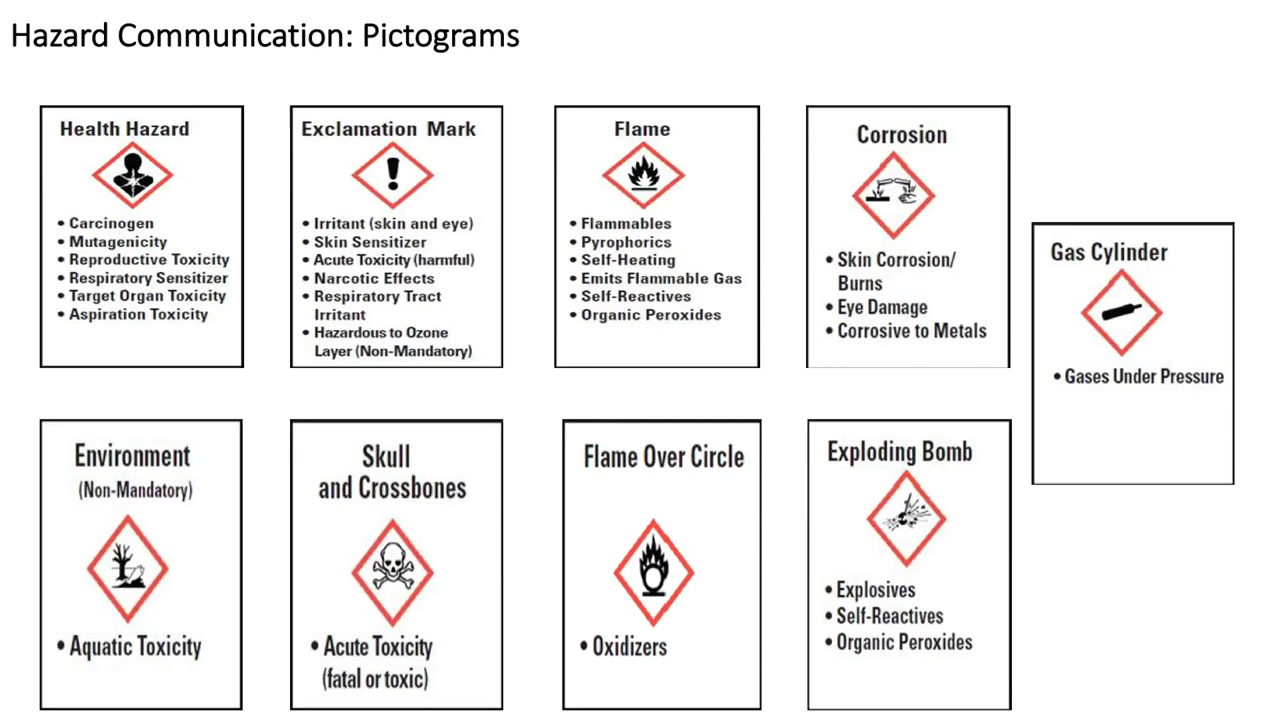 Hazard Communication: Pictograms
Health Hazard
• Carcinogen
• Mutagenicity
• Reproductive Toxicity
• Respiratory Sensitizer
• Target Organ Toxicity
• Aspiration Toxicity
Exclamation Mark
• Irritant (skin and eye)
• Skin Sensitizer
• Acute Toxicity (harmful)
• Narcotic Effects
• Respiratory Tract
Irritant
• Hazardous to Ozone
Layer (Non-Mandatory)
Flame
• Flammables
• Pyrophorics
• Self-Heating
• Emits Flammable Gas
• Self-Reactives
• Organic Peroxides
Corrosion
• Skin Corrosion/
Burns
• Eye Damage
• Corrosive to Metals
Gas Cylinder
• Gases Under Pressure
Environment
(Non-Mandatory)
• Aquatic Toxicity
Skull
and Crossbones
• Acute Toxicity
(fatal or toxic)
Flame Over Circle
• Oxidizers
Exploding Bomb
• Explosives
• Self-Reactives
• Organic Peroxides